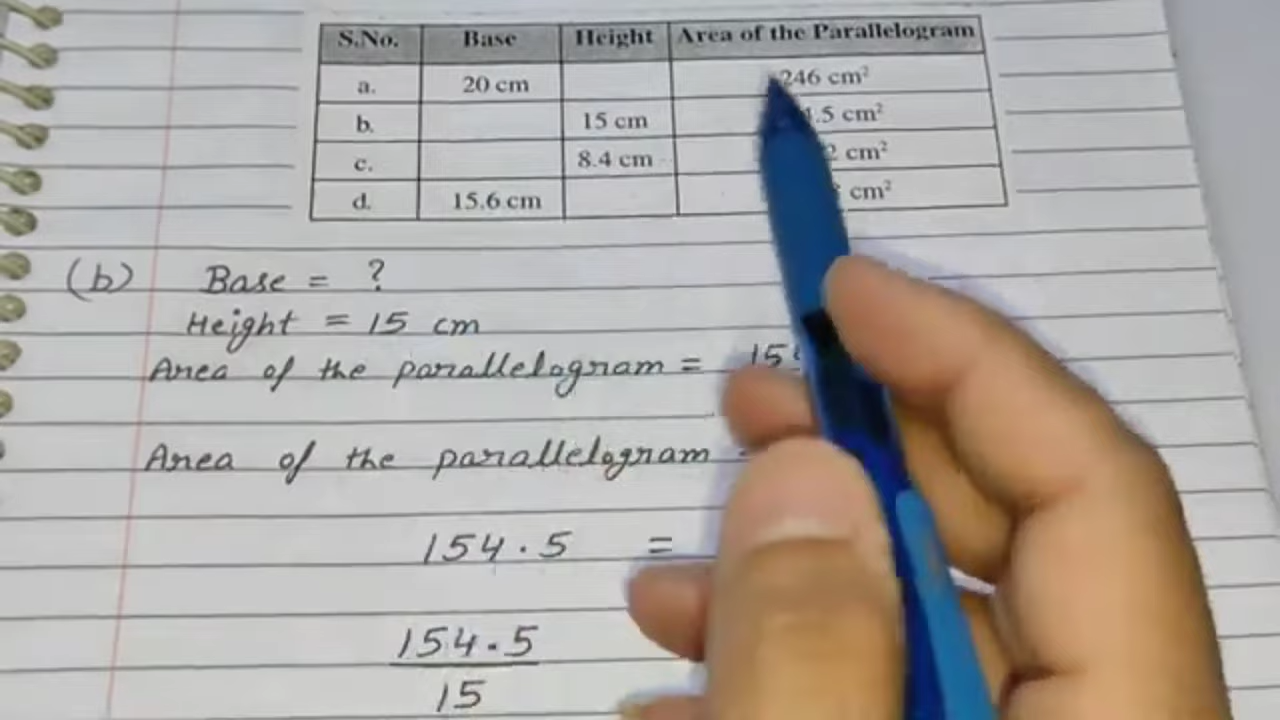 S.No. Base Height Area of the Parallelogram
a. 20 cm 246 cm²
b. 15 cm .5 cm²
c. 8.4 cm 2 cm²
d. 15.6 cm cm²
(b) Base = ?
Height = 15 cm
Area of the parallelogram = 15
Area of the parallelogram =
154.5 =
154.5
15